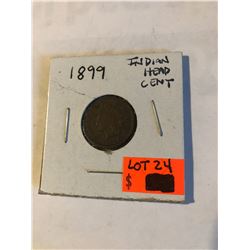 1899
INDIAN
HEAD
CENT
LOT 24
$